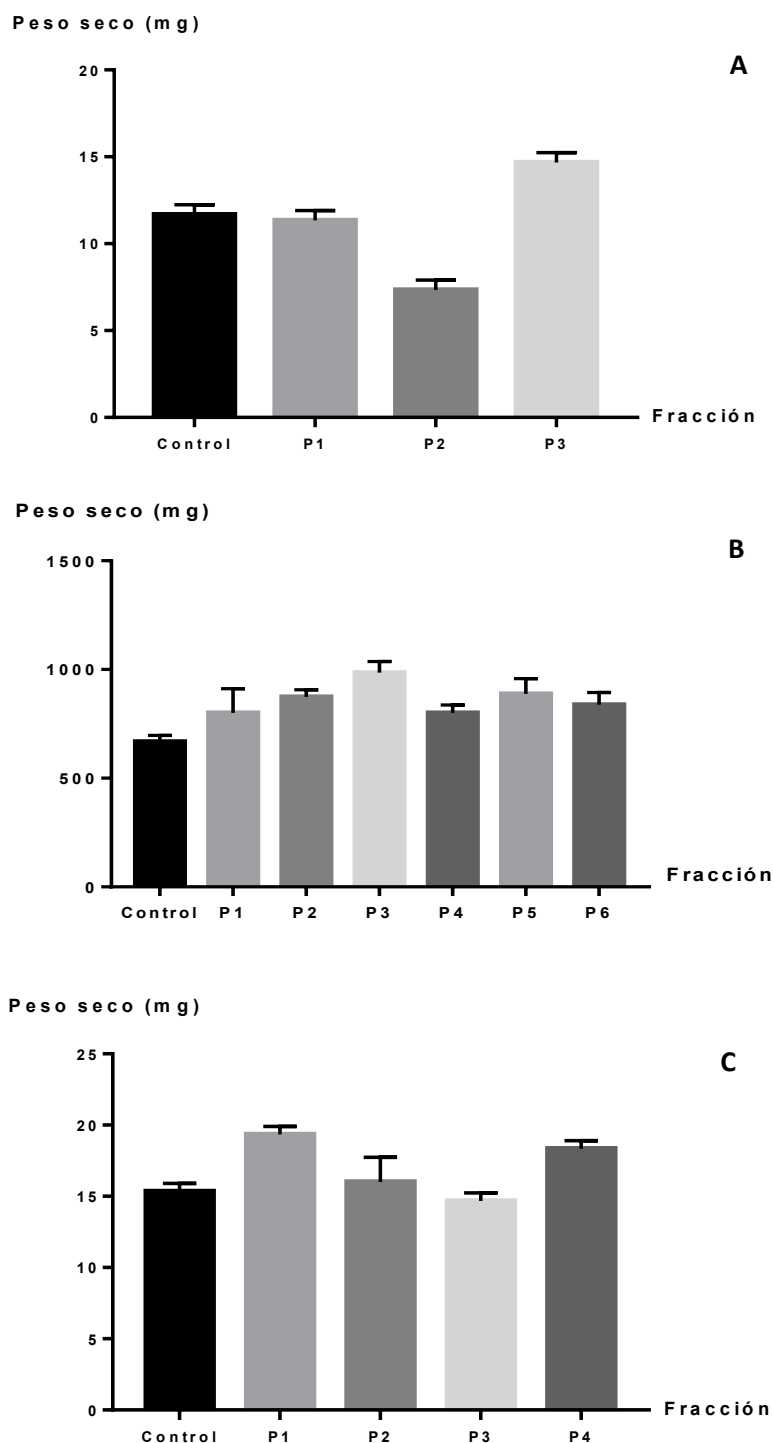 Peso seco (mg)
A
20
15
10
5
0
Fracción
Control P1 P2 P3
Peso seco (mg)
B
1500
1000
500
0
Fracción
Control P1 P2 P3 P4 P5 P6
Peso seco (mg)
C
25
20
15
10
5
0
Fracción
Control P1 P2 P3 P4